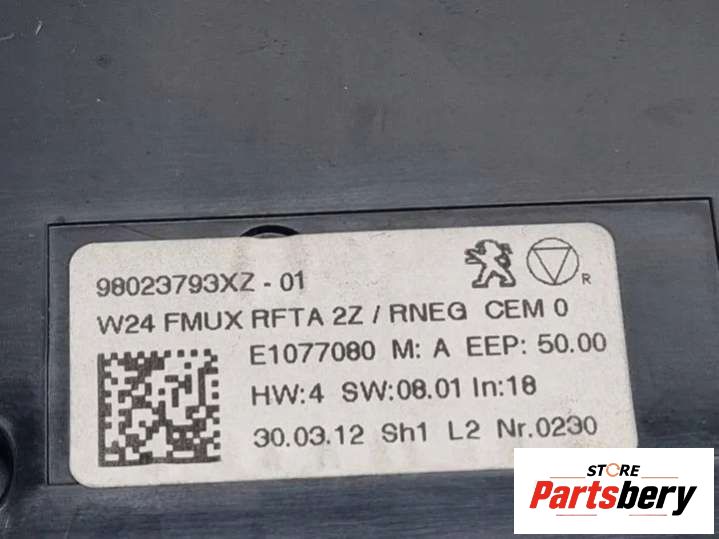 98023793XZ - 01
R
W24 FMUX RFTA 2Z / RNEG CEM 0
E1077080 M: A EEP: 50.00
HW:4 SW:08.01 In:18
30.03.12 Sh1 L2 Nr.0230
STORE
Partsbery